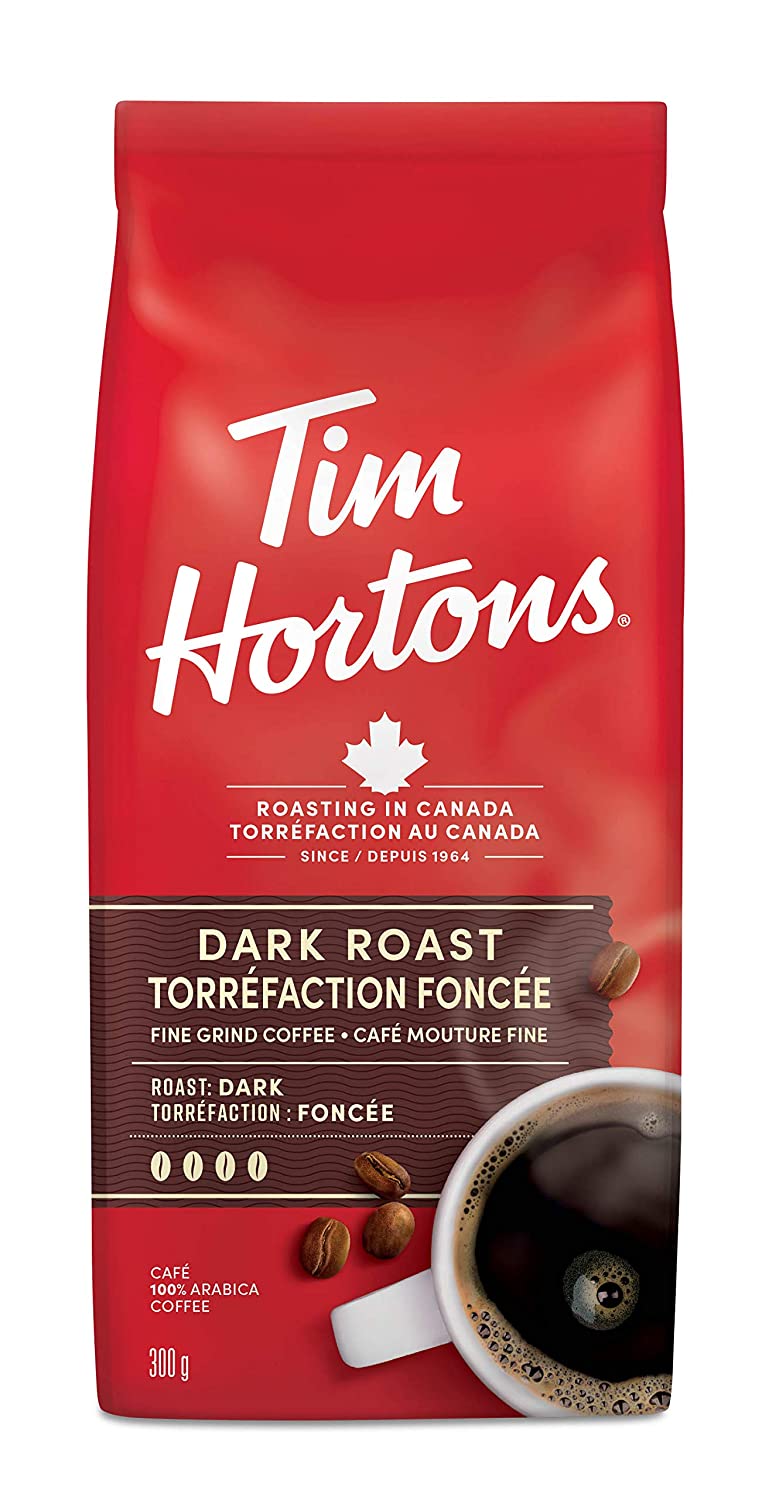 Tim
Hortons®
ROASTING IN CANADA
TORRÉFACTION AU CANADA
SINCE / DEPUIS 1964
DARK ROAST
TORRÉFACTION FONCÉE
FINE GRIND COFFEE • CAFÉ MOUTURE FINE
ROAST: DARK
TORRÉFACTION : FONCÉE
CAFÉ
100% ARABICA
COFFEE
300 g